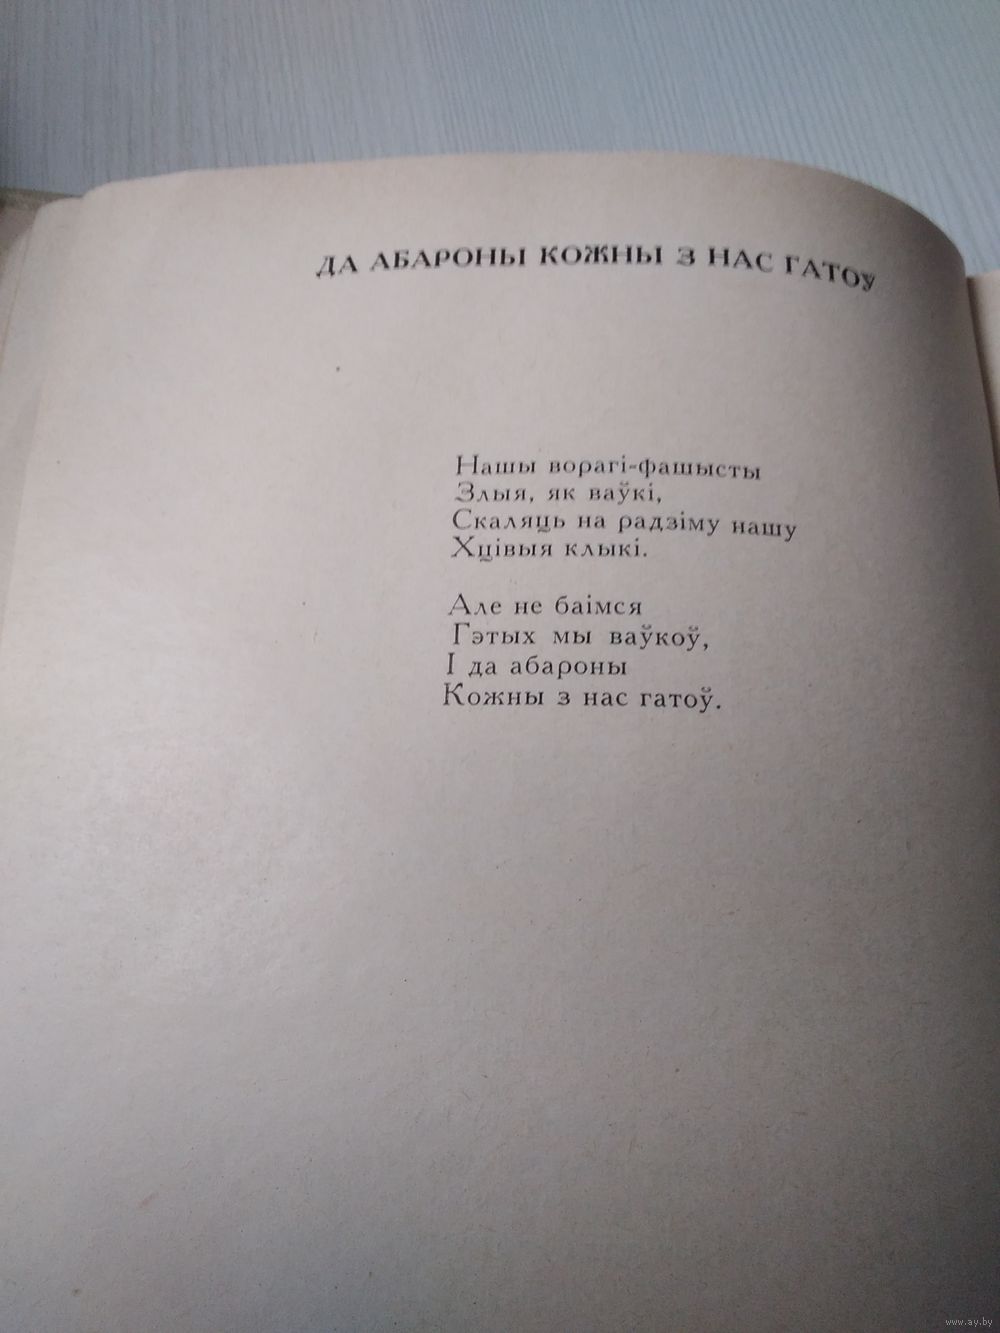 ДА АБАРОНЫ КОЖНЫ З НАС ГАТОЎ
Нашы ворагі-фашысты
Злыя, як ваўкі,
Скаляць на радзіму нашу
Хцівыя клыкі.
Але не баімся
Гэтых мы ваўкоў,
І да абароны
Кожны з нас гатоў.
www.ay.by